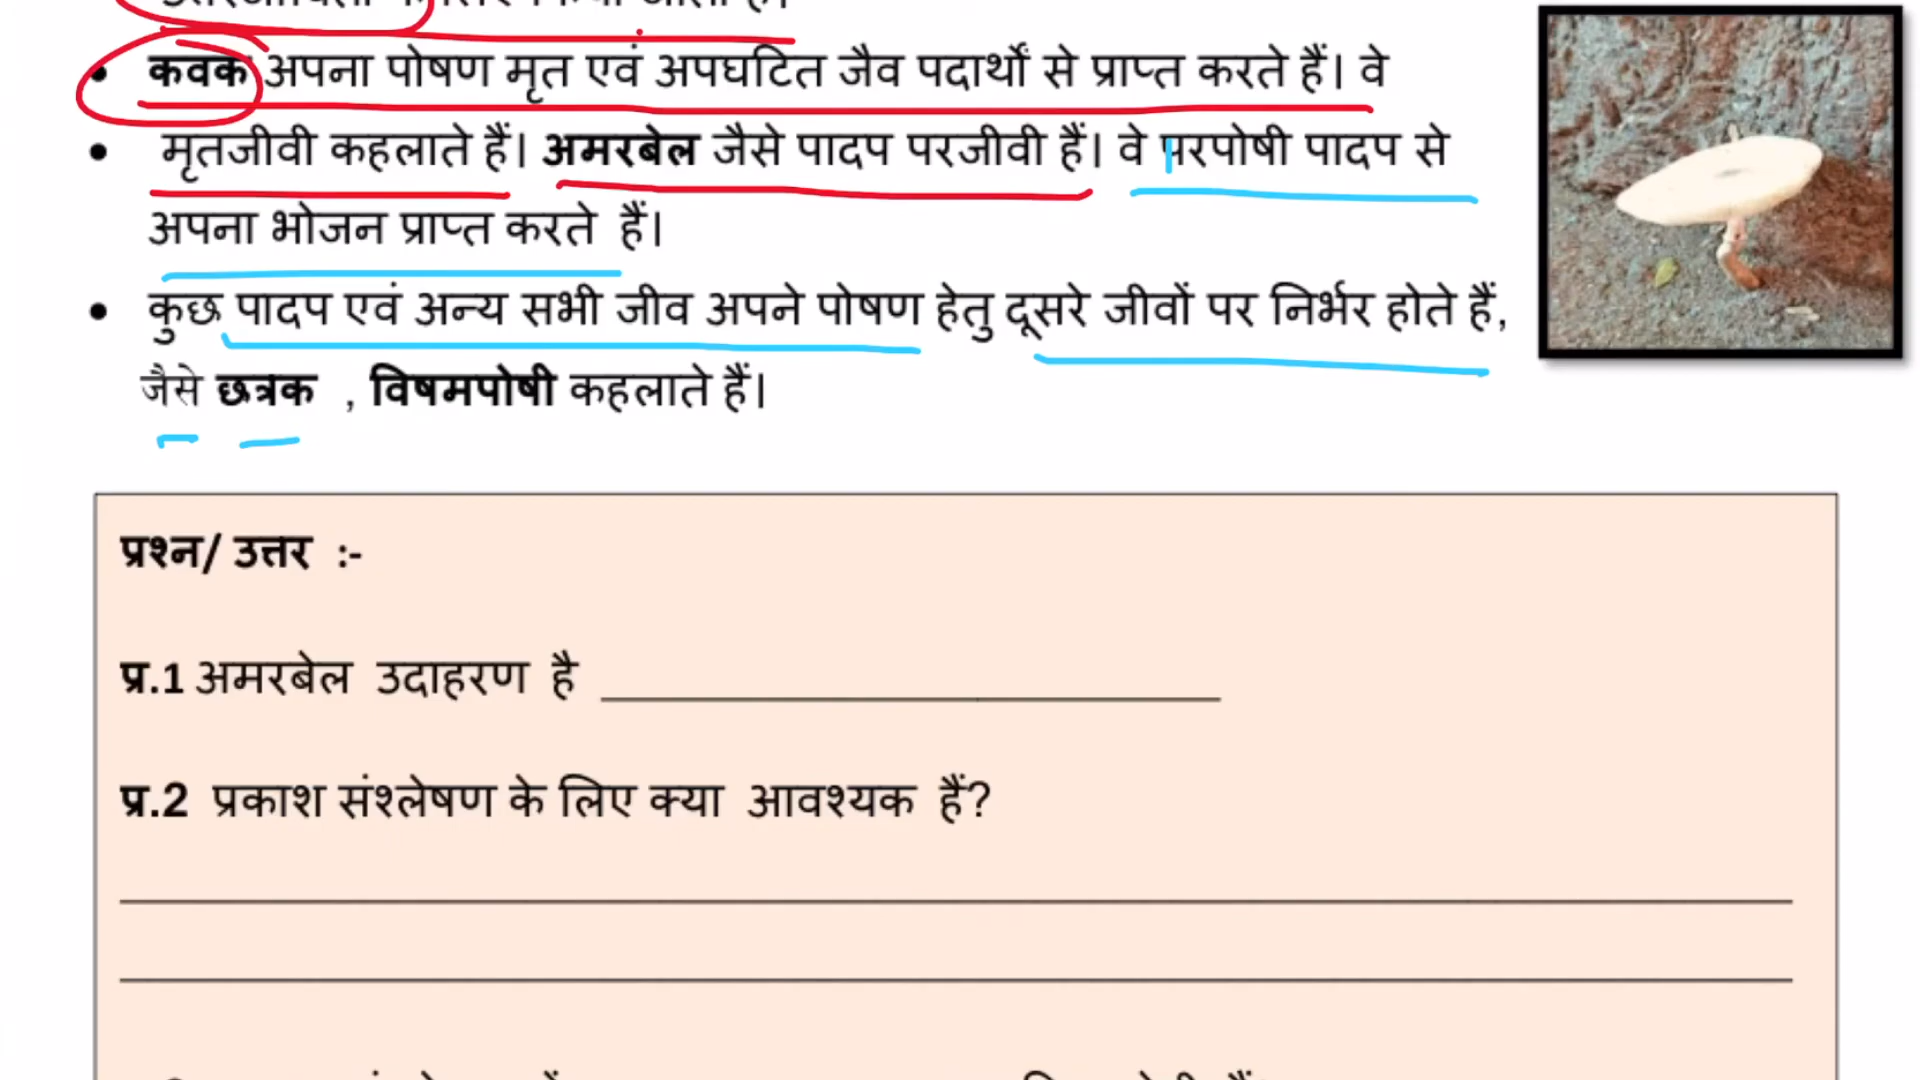 कवक अपना पोषण मृत एवं अपघटित जैव पदार्थों से प्राप्त करते हैं। वे
मृतजीवी कहलाते हैं। अमरबेल जैसे पादप परजीवी हैं। वे परपोषी पादप से
अपना भोजन प्राप्त करते हैं।
कुछ पादप एवं अन्य सभी जीव अपने पोषण हेतु दूसरे जीवों पर निर्भर होते हैं,
जैसे छत्रक , विषमपोषी कहलाते हैं।
प्रश्न/ उत्तर :-
प्र.1 अमरबेल उदाहरण है
प्र.2 प्रकाश संश्लेषण के लिए क्या आवश्यक हैं?